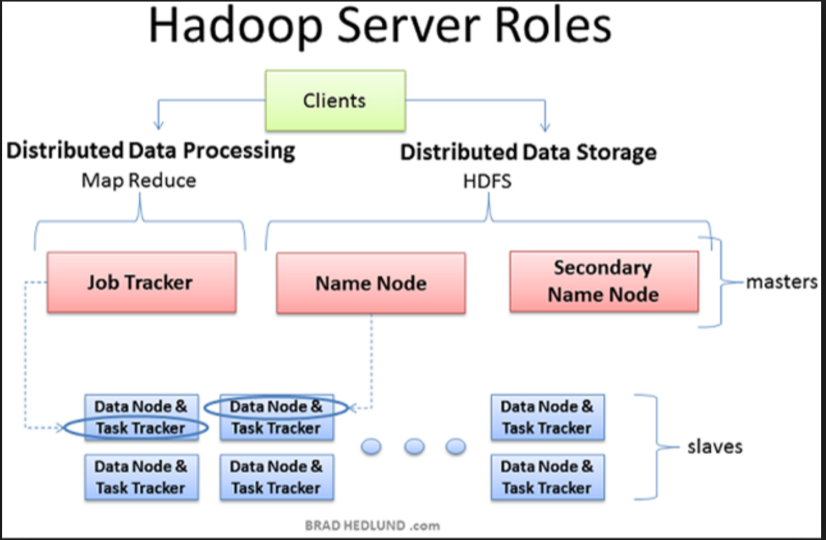 Hadoop Server Roles
Clients
Distributed Data Processing
Map Reduce
Distributed Data Storage
HDFS
Job Tracker
Name Node
Secondary
Name Node
masters
Data Node &
Task Tracker
Data Node &
Task Tracker
Data Node &
Task Tracker
slaves
Data Node &
Task Tracker
Data Node &
Task Tracker
Data Node &
Task Tracker
BRAD HEDLUND .com